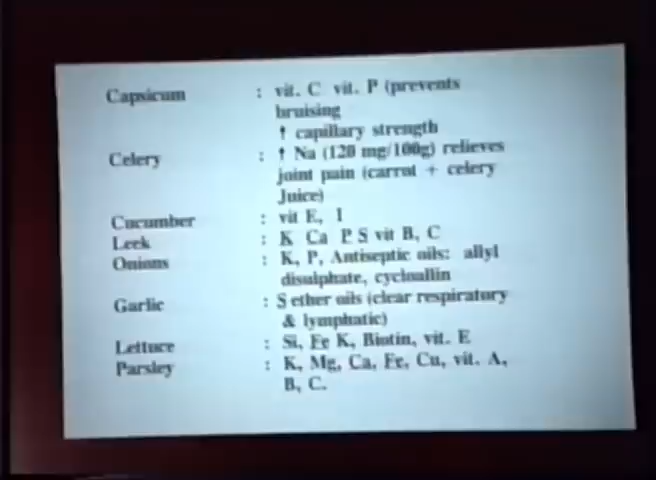 Capsicum : vit. C vit. P (prevents
bruising
↑ capillary strength
Celery : ↑ Na (120 mg/100g) relieves
joint pain (carrot + celery
Juice)
Cucumber : vit E, 1
Leek : K Ca P S vit B, C
Onions : K, P, Antiseptic oils: allyl
disulphate, cycloallin
Garlic : S ether oils (clear respiratory
& lymphatic)
Lettuce : Si, Fe K, Biotin, vit. E
Parsley : K, Mg, Ca, Fe, Cu, vit. A,
B, C.